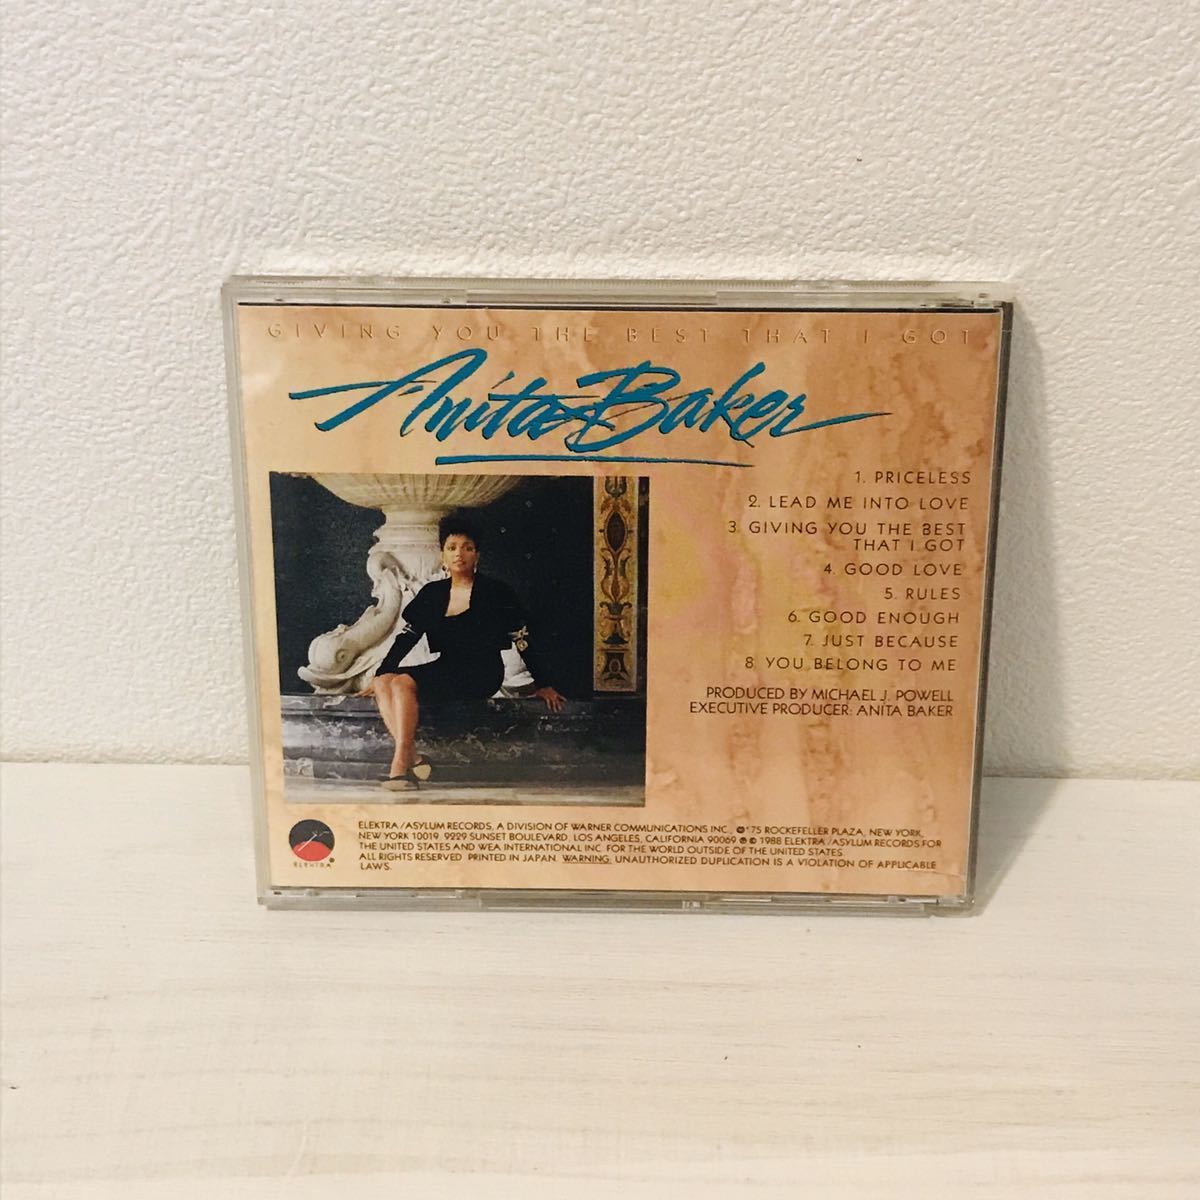 GIVING YOU THE BEST THAT I GOT
Anita Baker
1. PRICELESS
2. LEAD ME INTO LOVE
3. GIVING YOU THE BEST
THAT I GOT
4. GOOD LOVE
5. RULES
6. GOOD ENOUGH
7. JUST BECAUSE
8 YOU BELONG TO ME
PRODUCED BY MICHAEL J. POWELL
EXECUTIVE PRODUCER: ANITA BAKER
ELEKTRA
ELEKTRA/ASYLUM RECORDS, A DIVISION OF WARNER COMMUNICATIONS INC., 75 ROCKEFELLER PLAZA, NEW YORK,
NEW YORK 10019. 9229 SUNSET BOULEVARD, LOS ANGELES, CALIFORNIA 90069 ℗ © 1988 ELEKTRA/ASYLUM RECORDS FOR
THE UNITED STATES AND WEA INTERNATIONAL INC. FOR THE WORLD OUTSIDE OF THE UNITED STATES.
ALL RIGHTS RESERVED. PRINTED IN JAPAN. WARNING: UNAUTHORIZED DUPLICATION IS A VIOLATION OF APPLICABLE
LAWS.